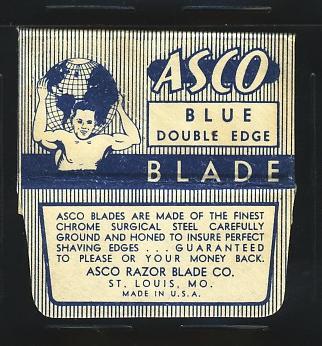 ASCO
BLUE
DOUBLE EDGE
BLADE
ASCO BLADES ARE MADE OF THE FINEST
CHROME SURGICAL STEEL CAREFULLY
GROUND AND HONED TO INSURE PERFECT
SHAVING EDGES . . . GUARANTEED
TO PLEASE OR YOUR MONEY BACK.
ASCO RAZOR BLADE CO.
ST. LOUIS, MO.
MADE IN U.S.A.